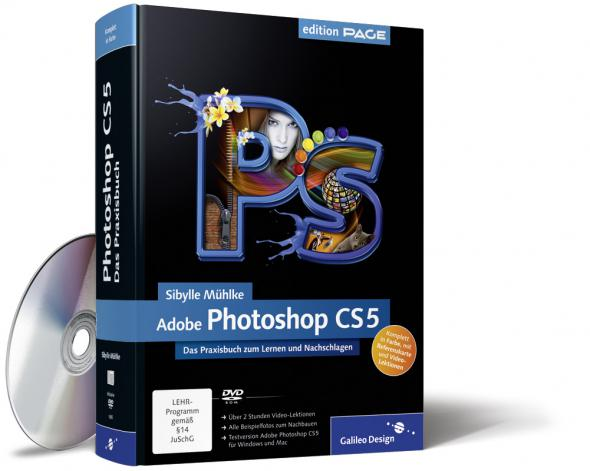 edition PAGE
PS
Sibylle Mühlke
Adobe Photoshop CS5
Das Praxisbuch zum Lernen und Nachschlagen
Komplett
in Farbe, mit
Referenzkarte
und Video-
Lektionen
LEHR-
Programm
gemäß
§14
JuSchG
DVD
ROM
• Über 2 Stunden Video-Lektionen
• Alle Beispielfotos zum Nachbauen
• Testversion Adobe Photoshop CS5
für Windows und Mac
Galileo Design
Komplett
in Farbe
Photoshop CS5
Das Praxisbuch
Sibylle Mühlke
DVD